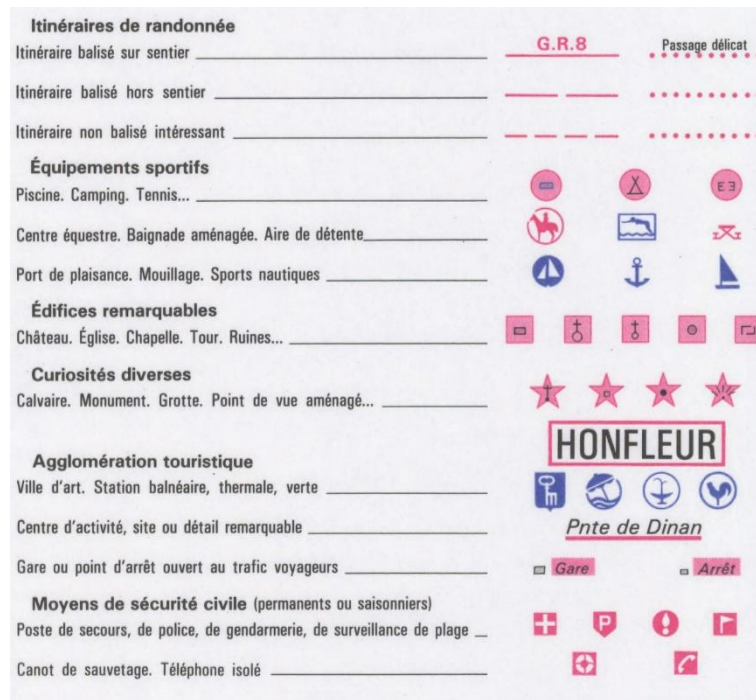 Itinéraires de randonnée
Itinéraire balisé sur sentier G.R.8 Passage délicat
Itinéraire balisé hors sentier
Itinéraire non balisé intéressant
Équipements sportifs
Piscine. Camping. Tennis...
Centre équestre. Baignade aménagée. Aire de détente
Port de plaisance. Mouillage. Sports nautiques
Édifices remarquables
Château. Église. Chapelle. Tour. Ruines...
Curiosités diverses
Calvaire. Monument. Grotte. Point de vue aménagé...
HONFLEUR
Agglomération touristique
Ville d'art. Station balnéaire, thermale, verte
Centre d'activité, site ou détail remarquable Pnte de Dinan
Gare ou point d'arrêt ouvert au trafic voyageurs Gare Arrêt
Moyens de sécurité civile (permanents ou saisonniers)
Poste de secours, de police, de gendarmerie, de surveillance de plage P
Canot de sauvetage. Téléphone isolé